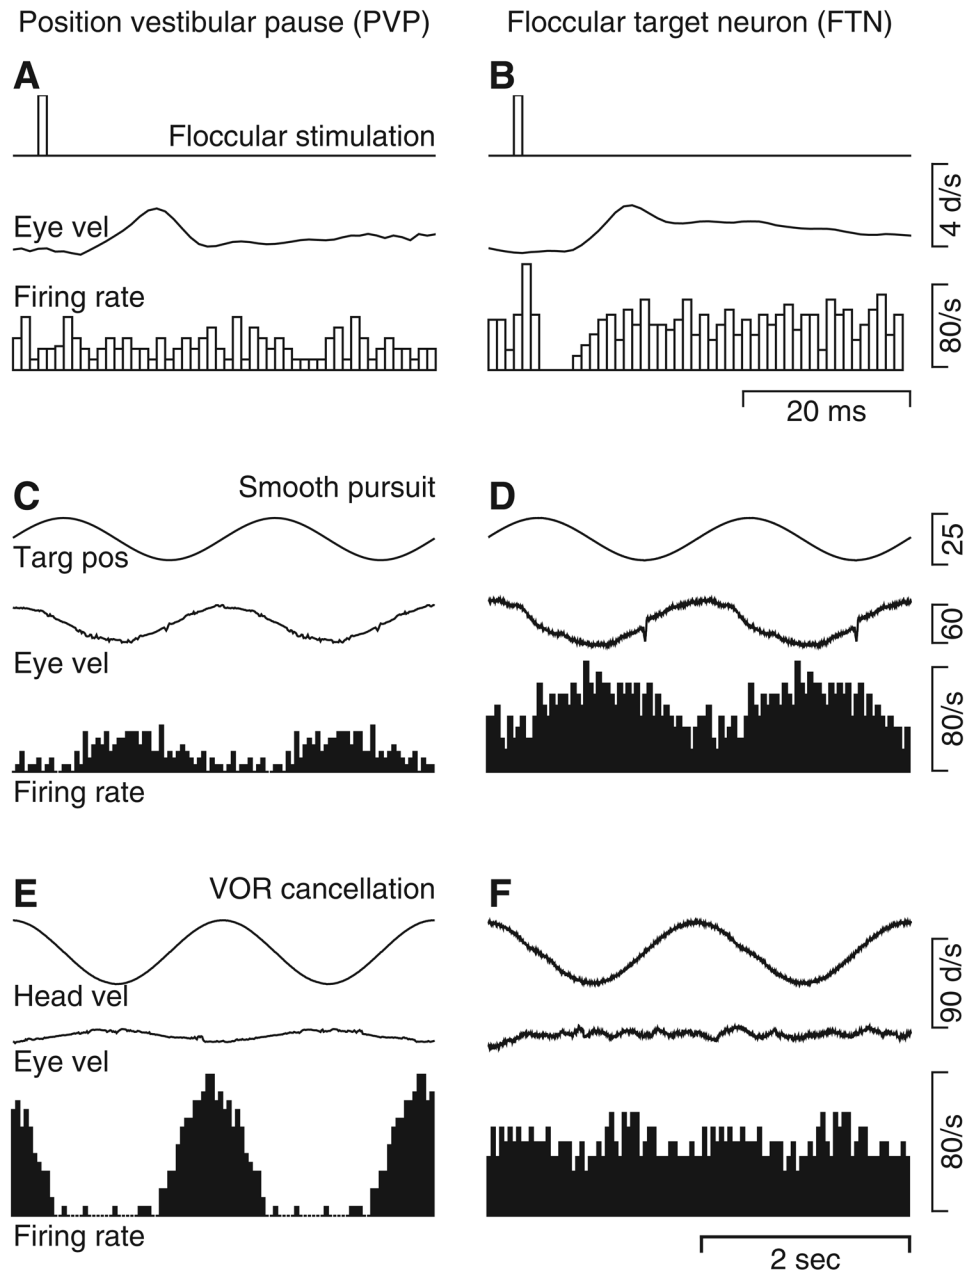 Position vestibular pause (PVP)
Floccular target neuron (FTN)
A
B
Floccular stimulation
Eye vel
4 d/s
Firing rate
80/s
20 ms
C
Smooth pursuit
D
Targ pos
25
Eye vel
60
Firing rate
80/s
E
VOR cancellation
F
Head vel
90 d/s
Eye vel
Firing rate
80/s
2 sec